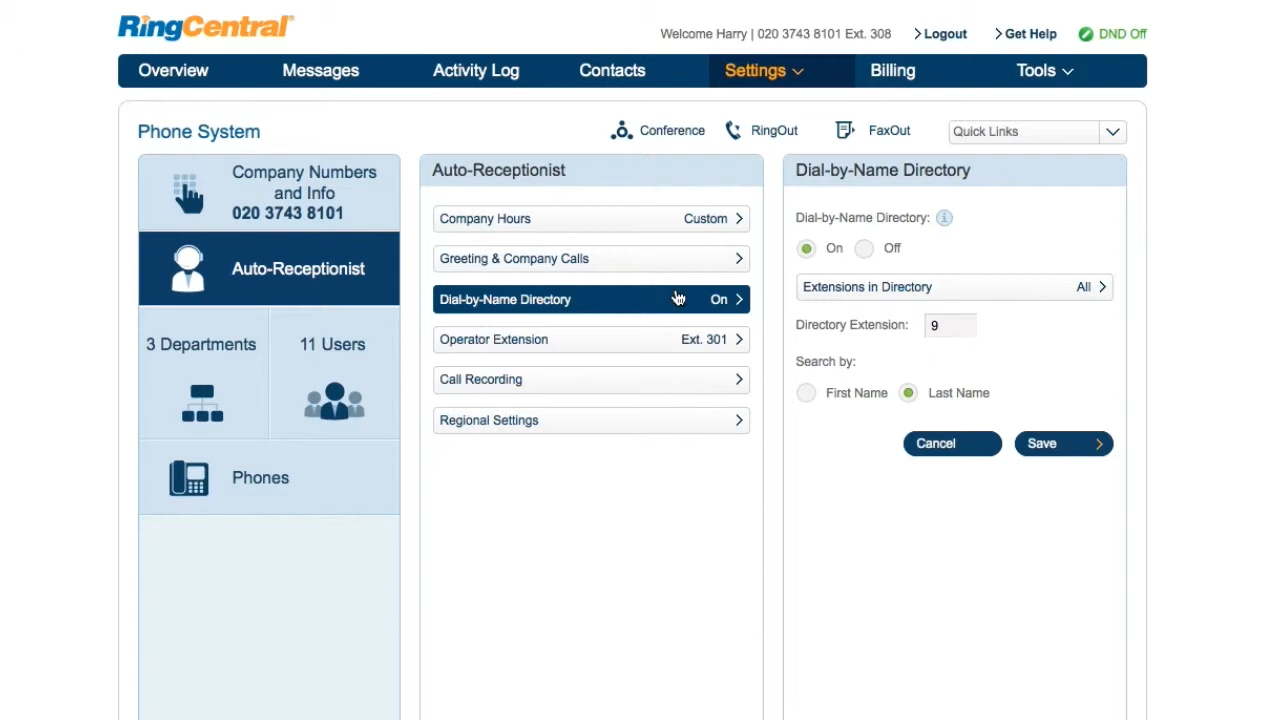 RingCentral®
Welcome Harry | 020 3743 8101 Ext. 308
Logout
Get Help
DND Off
Overview
Messages
Activity Log
Contacts
Settings
Billing
Tools
Phone System
Conference
RingOut
FaxOut
Quick Links
Company Numbers
and Info
020 3743 8101
Auto-Receptionist
3 Departments
11 Users
Phones
Auto-Receptionist
Company Hours Custom
Greeting & Company Calls
Dial-by-Name Directory On
Operator Extension Ext. 301
Call Recording
Regional Settings
Dial-by-Name Directory
Dial-by-Name Directory: i
On Off
Extensions in Directory All
Directory Extension: 9
Search by:
First Name Last Name
Cancel Save